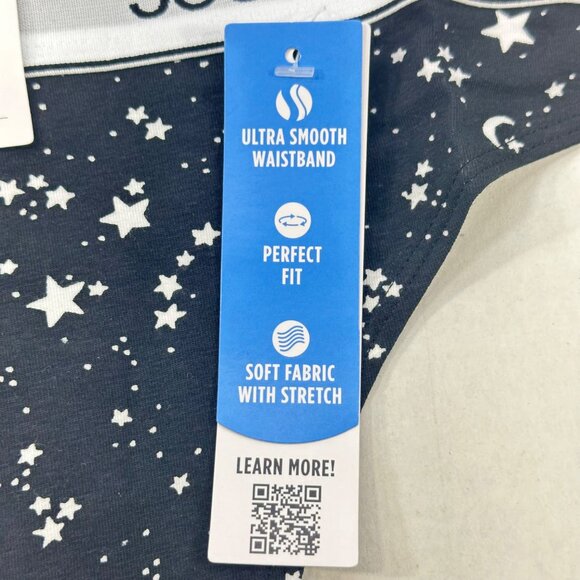 ULTRA SMOOTH
WAISTBAND
PERFECT
FIT
SOFT FABRIC
WITH STRETCH
LEARN MORE!